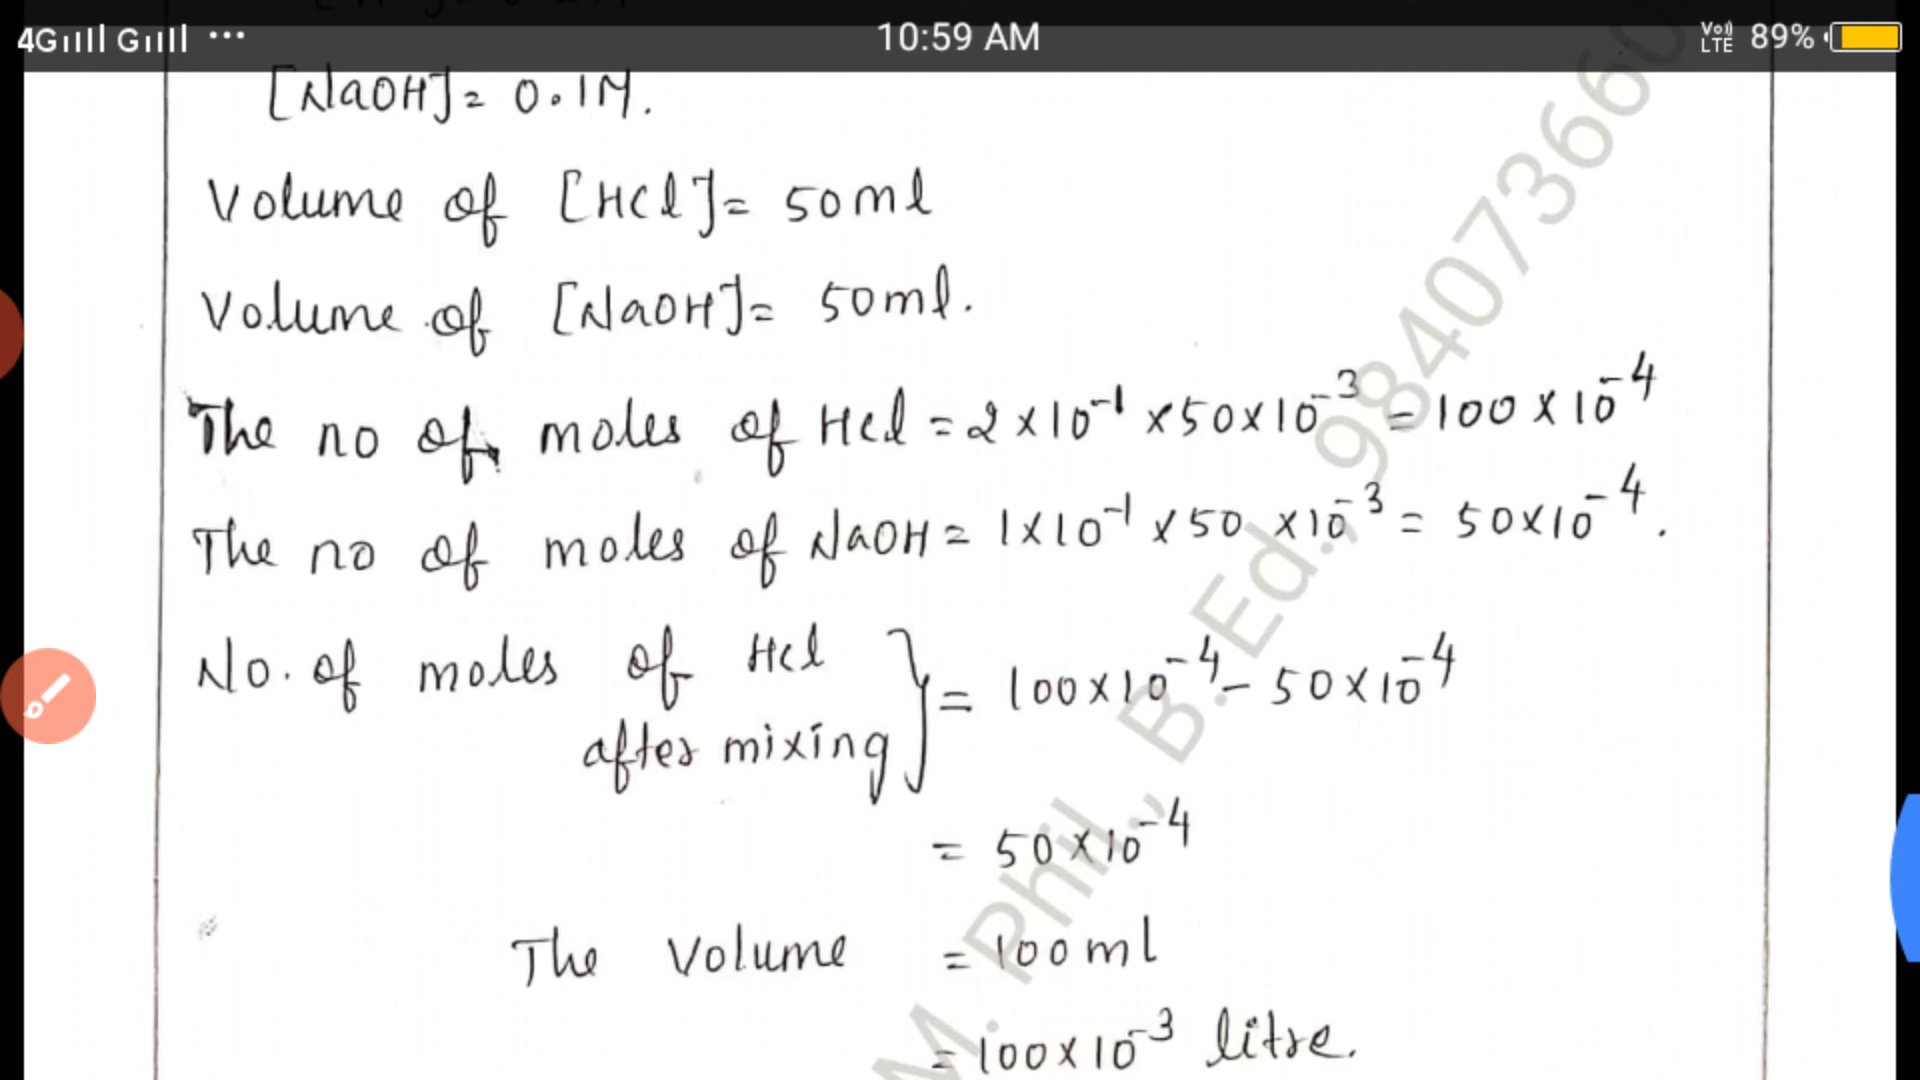 4G G ... 10:59 AM Vo) LTE 89%
[NaOH]= 0.1M.
Volume of [HCl]= 50ml
Volume of [NaOH]= 50ml.
The no of moles of Hcl = 2×10⁻¹ ×50×10⁻³ = 100×10⁻⁴
The no of moles of NaOH = 1×10⁻¹ ×50 ×10⁻³ = 50×10⁻⁴.
No. of moles of Hcl
after mixing } = 100×10⁻⁴ - 50×10⁻⁴
= 50×10⁻⁴
The Volume = 100ml
= 100×10⁻³ litre.
M. Phil., B. Ed., 984073660